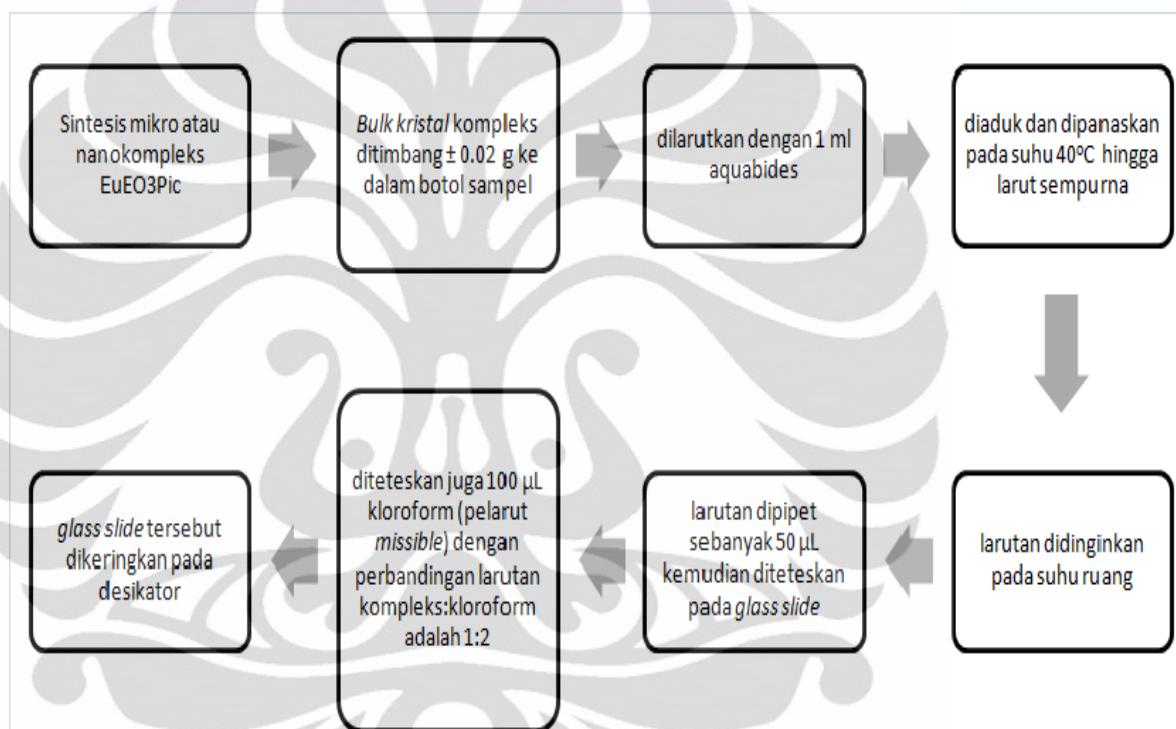 Sintesis mikro atau
nanokompleks
EuEO3Pic
Bulk kristal kompleks
ditimbang ± 0.02 g ke
dalam botol sampel
dilarutkan dengan 1 ml
aquabides
diaduk dan dipanaskan
pada suhu 40°C hingga
larut sempurna
larutan didinginkan
pada suhu ruang
larutan dipipet
sebanyak 50 µL
kemudian diteteskan
pada glass slide
diteteskan juga 100 µL
kloroform (pelarut
missible) dengan
perbandingan larutan
kompleks:kloroform
adalah 1:2
glass slide tersebut
dikeringkan pada
desikator